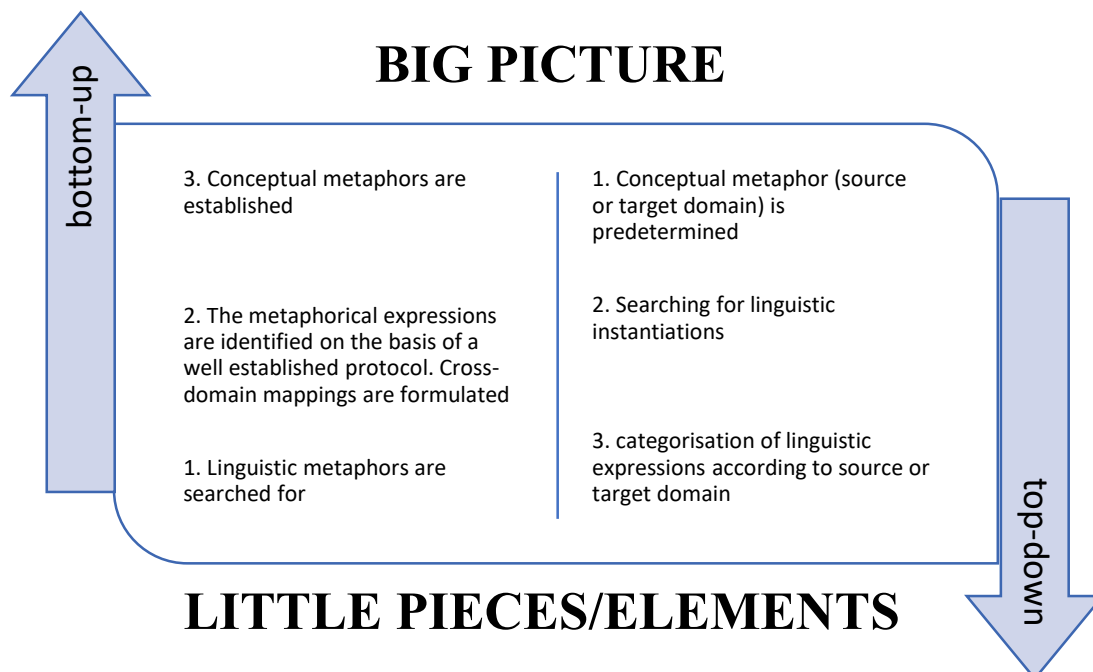 BIG PICTURE
bottom-up
3. Conceptual metaphors are
established
2. The metaphorical expressions
are identified on the basis of a
well established protocol. Cross-
domain mappings are formulated
1. Linguistic metaphors are
searched for
1. Conceptual metaphor (source
or target domain) is
predetermined
2. Searching for linguistic
instantiations
3. categorisation of linguistic
expressions according to source or
target domain
top-down
LITTLE PIECES/ELEMENTS